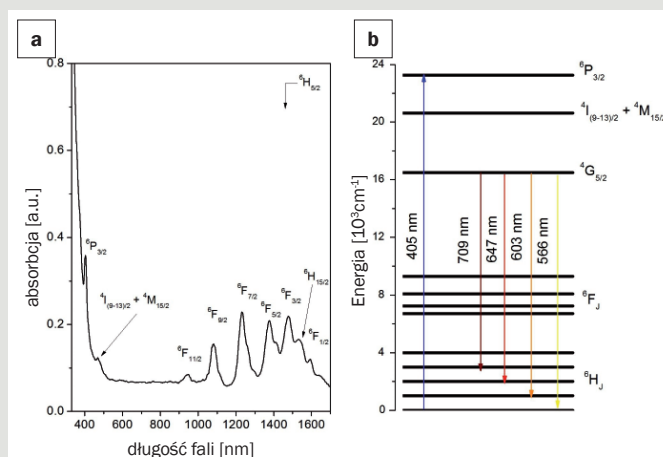 a
0.8
0.6
0.4
0.2
0.0
absorbcja [a.u.]
⁶H₅/₂
⁶P₃/₂
⁴I₍₉₋₁₃₎/₂ + ⁴M₁₅/₂
⁶F₁₁/₂
⁶F₉/₂
⁶F₇/₂
⁶F₅/₂
⁶F₃/₂
⁶H₁₅/₂
⁶F₁/₂
400 600 800 1000 1200 1400 1600
długość fali [nm]
b
24
20
16
12
8
4
0
Energia [10³cm⁻¹]
⁶P₃/₂
⁴I₍₉₋₁₃₎/₂ + ⁴M₁₅/₂
⁴G₅/₂
405 nm
709 nm
647 nm
603 nm
566 nm
⁶FJ
⁶HJ